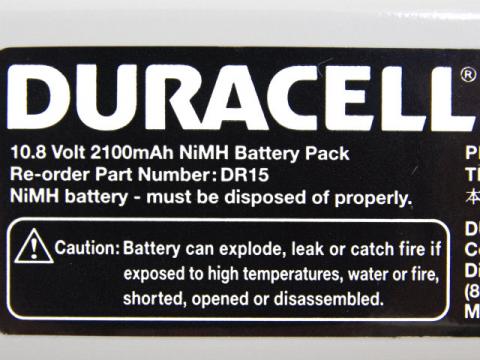 DURACELL®
10.8 Volt 2100mAh NiMH Battery Pack
Re-order Part Number: DR15
NiMH battery - must be disposed of properly.
Caution: Battery can explode, leak or catch fire if
exposed to high temperatures, water or fire,
shorted, opened or disassembled.
本